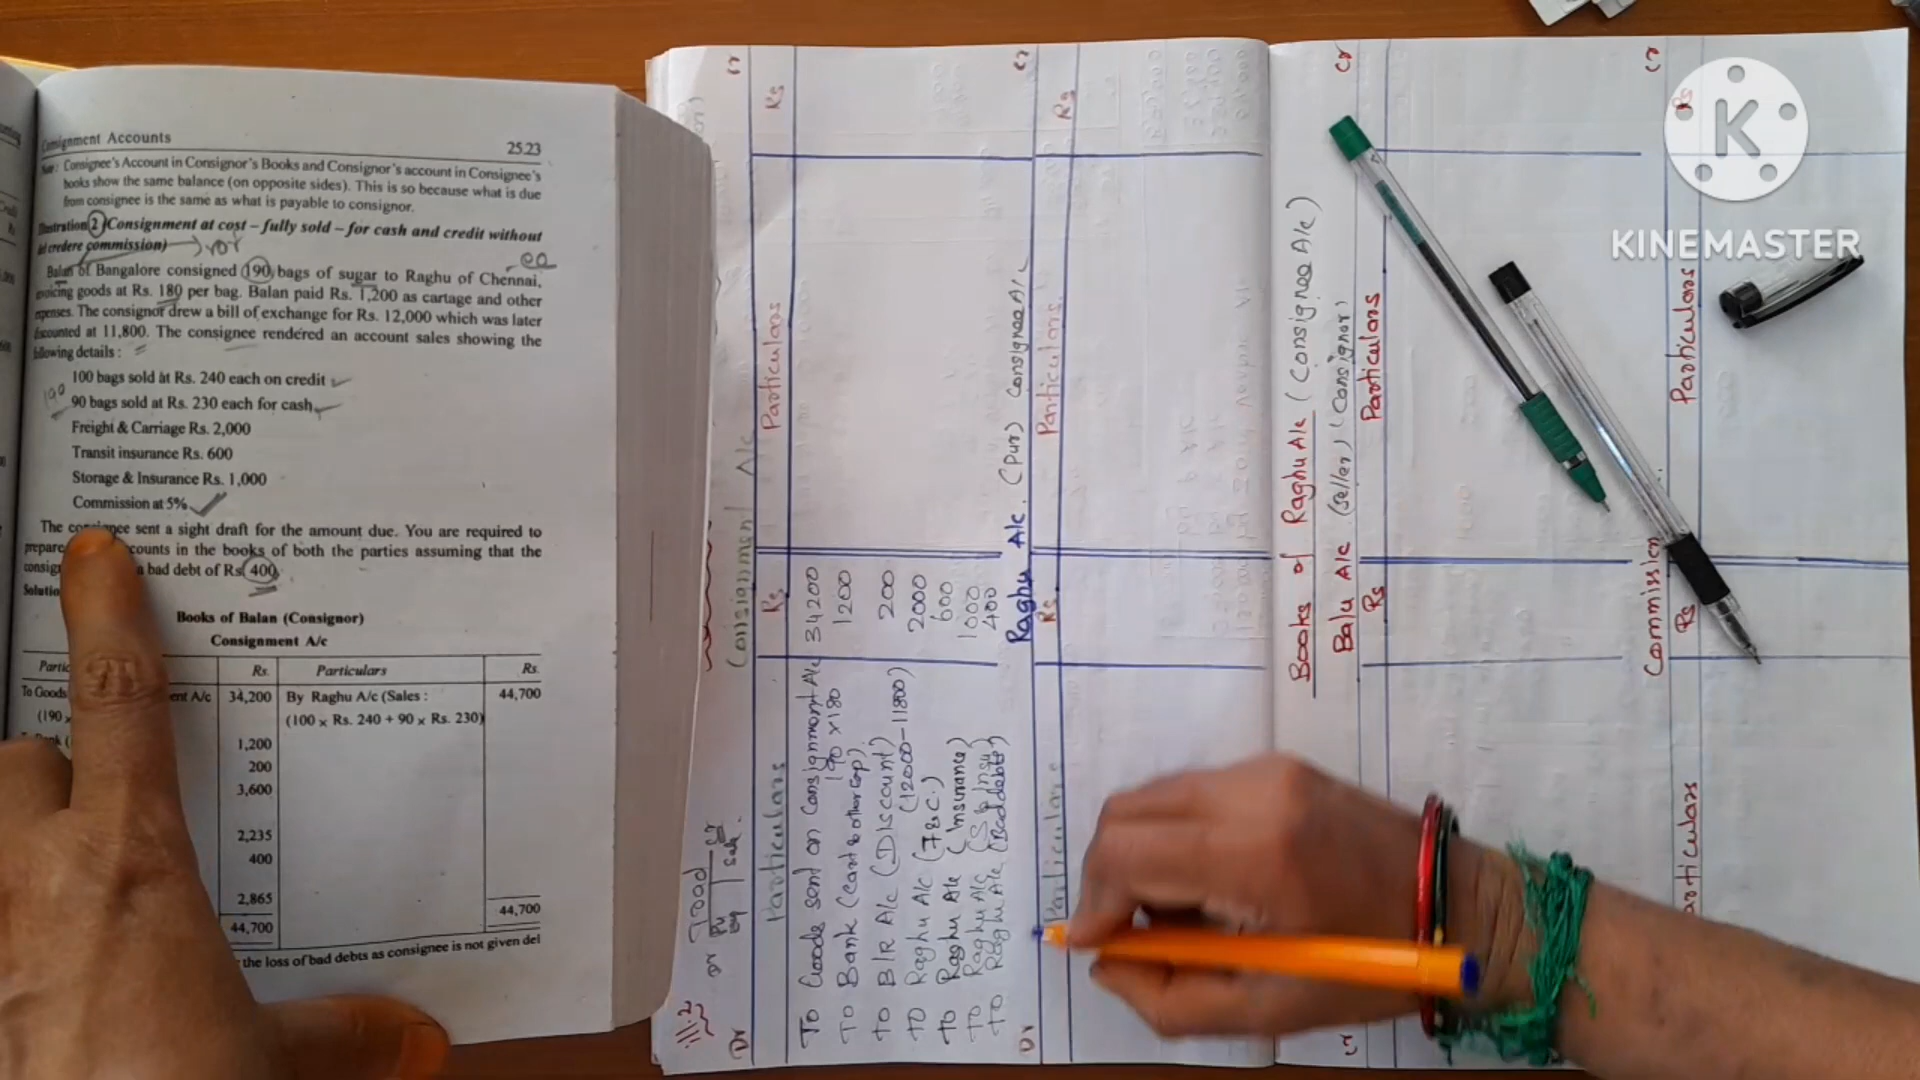 Consignment Accounts 25.23
Consignee's Account in Consignor's Books and Consignor's account in Consignee's
books show the same balance (on opposite sides). This is so because what is due
from consignee is the same as what is payable to consignor.
Illustration 2 (Consignment at cost – fully sold – for cash and credit without
del credere commission)
Balan of Bangalore consigned 190 bags of sugar to Raghu of Chennai,
invoicing goods at Rs. 180 per bag. Balan paid Rs. 1,200 as cartage and other
expenses. The consignor drew a bill of exchange for Rs. 12,000 which was later
discounted at 11,800. The consignee rendered an account sales showing the
following details :
100 bags sold at Rs. 240 each on credit
190
90 bags sold at Rs. 230 each for cash
Freight & Carriage Rs. 2,000
Transit insurance Rs. 600
Storage & Insurance Rs. 1,000
Commission at 5%
The consignee sent a sight draft for the amount due. You are required to
prepare counts in the books of both the parties assuming that the
a bad debt of Rs. 400.
Books of Balan (Consignor)
Consignment A/c
Rs. Particulars Rs.
To Goods ent A/c 34,200 By Raghu A/c (Sales : 44,700
(190 × (100 x Rs. 240 + 90 x Rs. 230)
1,200
200
3,600
2,235
400
2,865
44,700 44,700
the loss of bad debts as consignee is not given del
Ill.2
Consignment A/c
Dr Cr
Particulars Rs Particulars Rs
To Goods sent on Consignment A/c 34200
190 x 180
To Bank (Cart & other Exp) 1200
To B/R A/c (Discount) 200
(12000 - 11800)
To Raghu A/c (F & C.) 2000
To Raghu A/c (Insurance) 600
To Raghu A/c (S & Insu) 1000
To Raghu A/c (Bad debts) 400
Raghu A/c. (Pur) Consignee A/c
Dr Cr
Particulars Rs Particulars Rs
Books of Raghu A/c (Consignee A/c)
Balu A/c (Seller) (Consignor)
Rs Particulars Cr
Commission
Particulars Rs Particulars Rs Cr
K
KINEMASTER